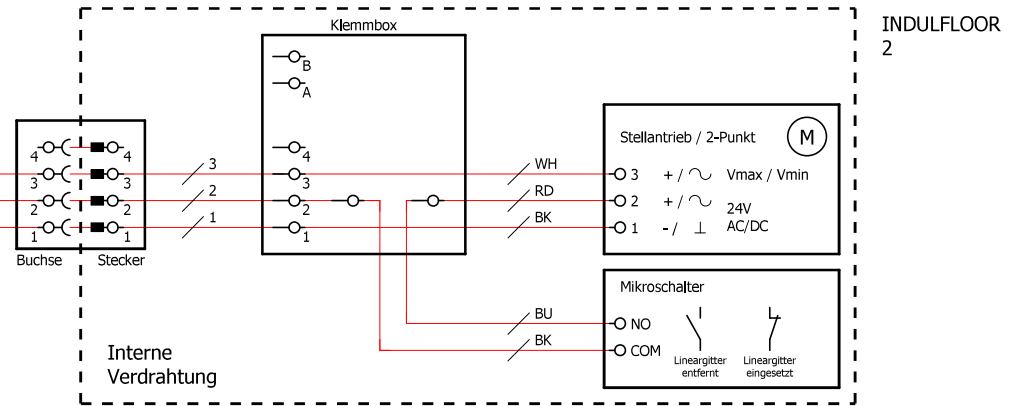 INDULFLOOR
2
Klemmbox
B
A
4
3
2
1
4
3
2
1
4
3
2
1
Buchse
Stecker
3
2
1
WH
RD
BK
BU
BK
Stellantrieb / 2-Punkt
M
3 + / Vmax / Vmin
2 + /
24V
1 - / ⊥ AC/DC
Mikroschalter
NO
COM
Lineargitter
entfernt
Lineargitter
eingesetzt
Interne
Verdrahtung